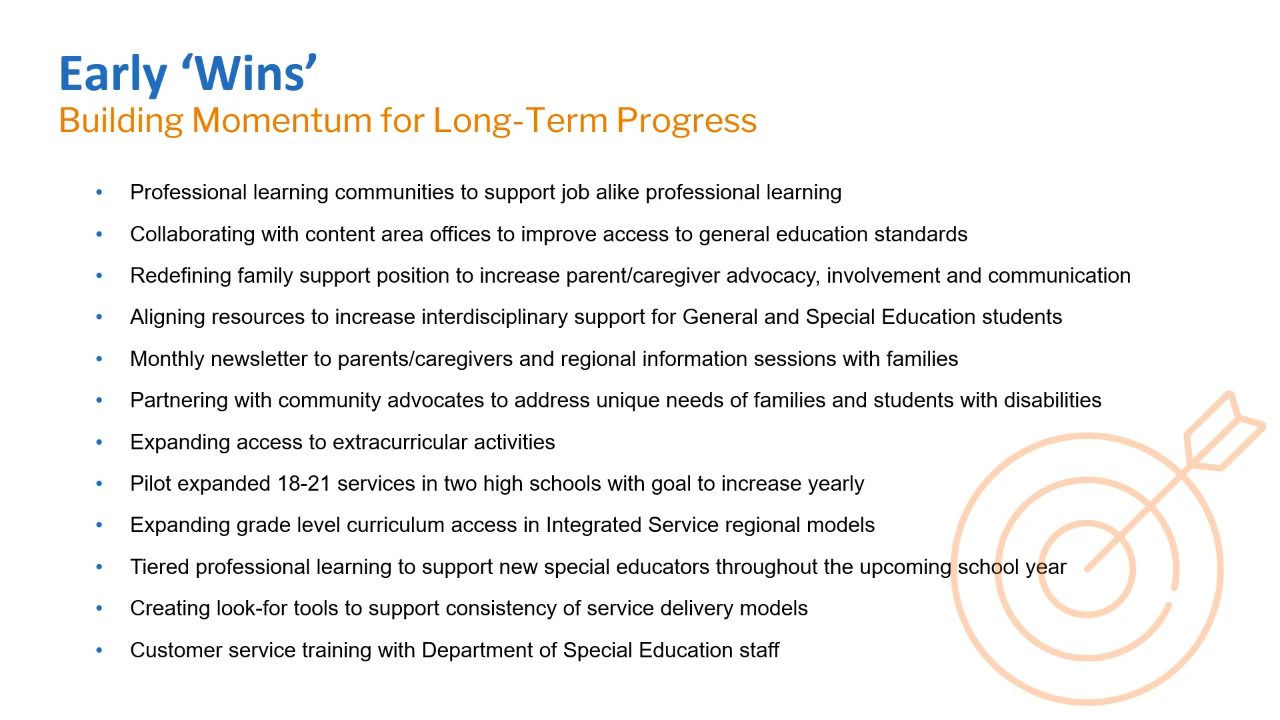 Early ‘Wins’
Building Momentum for Long-Term Progress
• Professional learning communities to support job alike professional learning
• Collaborating with content area offices to improve access to general education standards
• Redefining family support position to increase parent/caregiver advocacy, involvement and communication
• Aligning resources to increase interdisciplinary support for General and Special Education students
• Monthly newsletter to parents/caregivers and regional information sessions with families
• Partnering with community advocates to address unique needs of families and students with disabilities
• Expanding access to extracurricular activities
• Pilot expanded 18-21 services in two high schools with goal to increase yearly
• Expanding grade level curriculum access in Integrated Service regional models
• Tiered professional learning to support new special educators throughout the upcoming school year
• Creating look-for tools to support consistency of service delivery models
• Customer service training with Department of Special Education staff